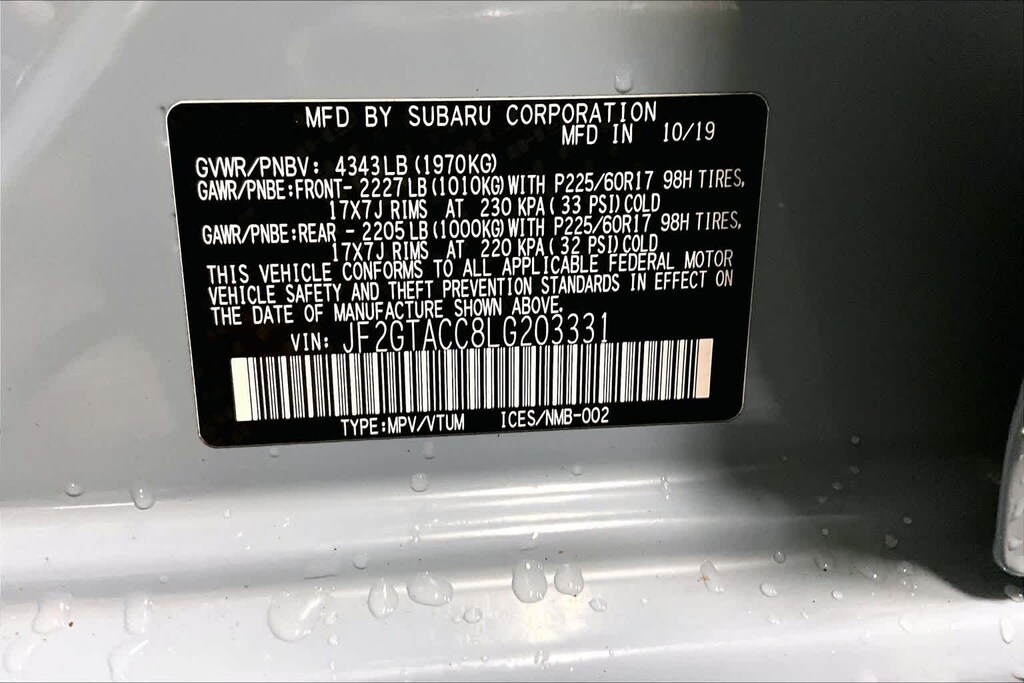 MFD BY SUBARU CORPORATION
MFD IN 10/19
GVWR/PNBV: 4343LB (1970KG)
GAWR/PNBE:FRONT- 2227 LB (1010KG) WITH P225/60R17 98H TIRES,
17X7J RIMS AT 230 KPA ( 33 PSI) COLD
GAWR/PNBE:REAR - 2205 LB (1000KG) WITH P225/60R17 98H TIRES,
17X7J RIMS AT 220 KPA ( 32 PSI) COLD
THIS VEHICLE CONFORMS TO ALL APPLICABLE FEDERAL MOTOR
VEHICLE SAFETY AND THEFT PREVENTION STANDARDS IN EFFECT ON
THE DATE OF MANUFACTURE SHOWN ABOVE.
VIN: JF2GTACC8LG203331
TYPE:MPV/VTUM ICES/NMB-002